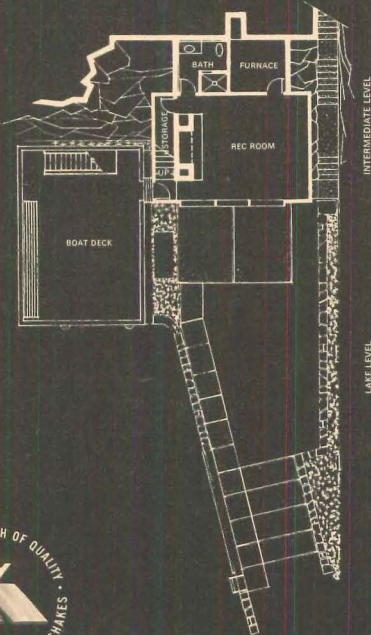 BATH
FURNACE
STORAGE
REC ROOM
UP
BOAT DECK
INTERMEDIATE LEVEL
LAKE LEVEL
H OF QUALITY •
SHAKES •